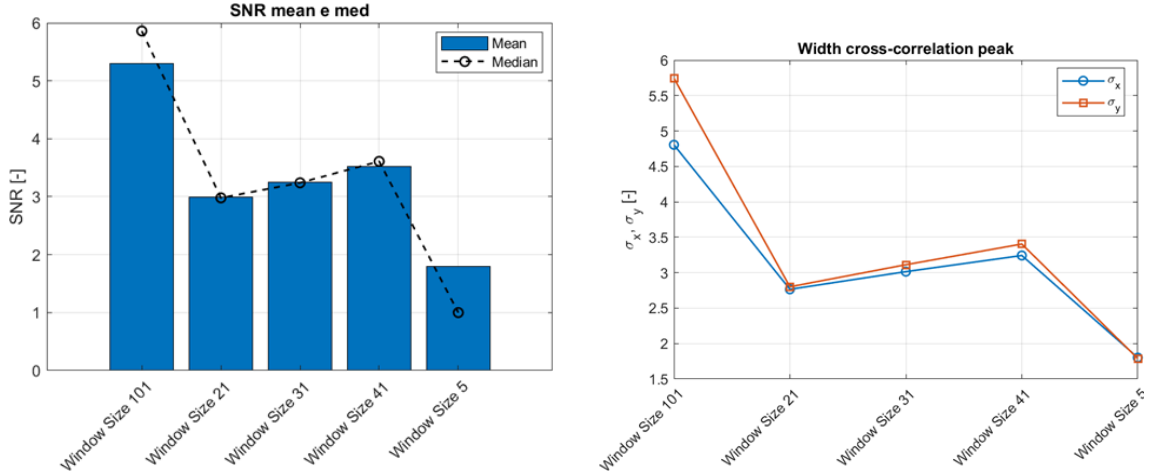 SNR mean e med
6
5
4
3
2
1
0
SNR [-]
Mean
Median
Window Size 101
Window Size 21
Window Size 31
Window Size 41
Window Size 5
Width cross-correlation peak
6
5.5
5
4.5
4
3.5
3
2.5
2
1.5
σx, σy [-]
σx
σy
Window Size 101
Window Size 21
Window Size 31
Window Size 41
Window Size 5